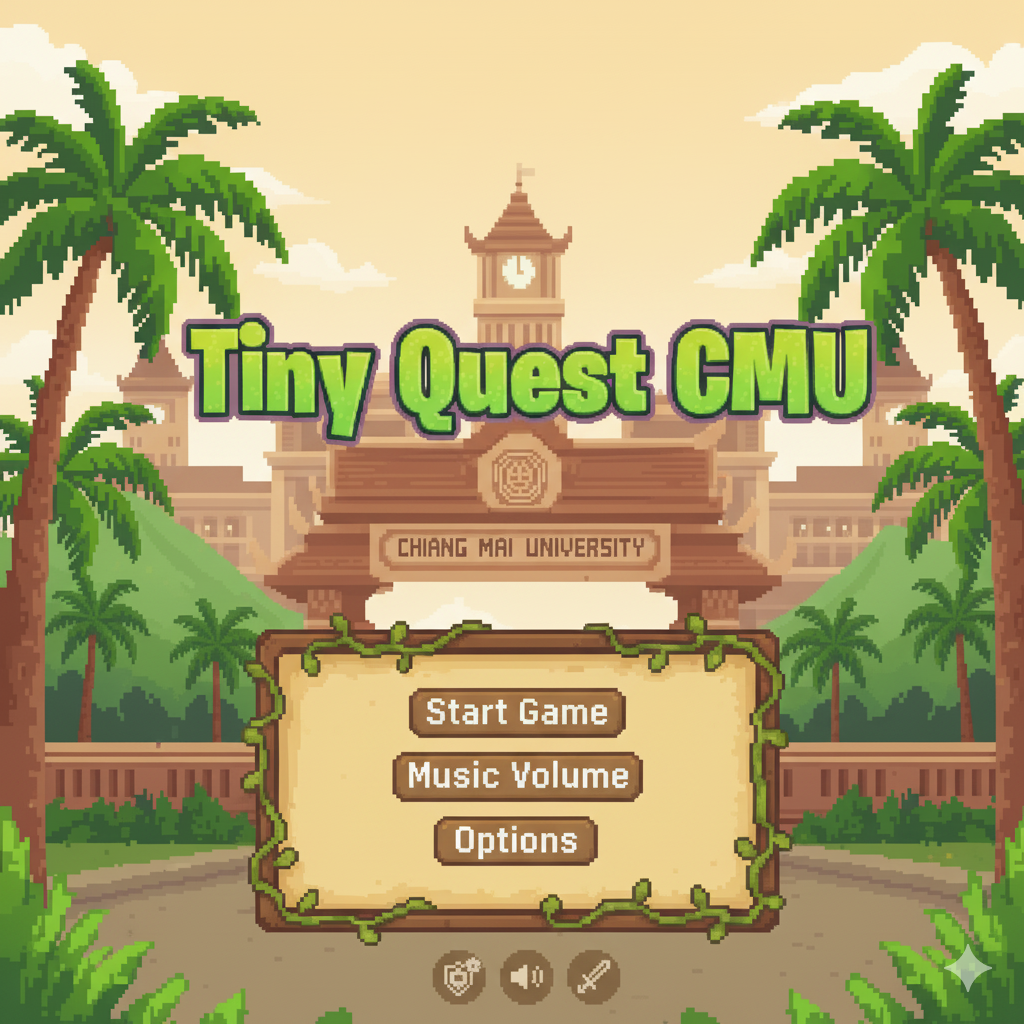 Tiny Quest CMU
CHIANG MAI UNIVERSITY
Start Game
Music Volume
Options